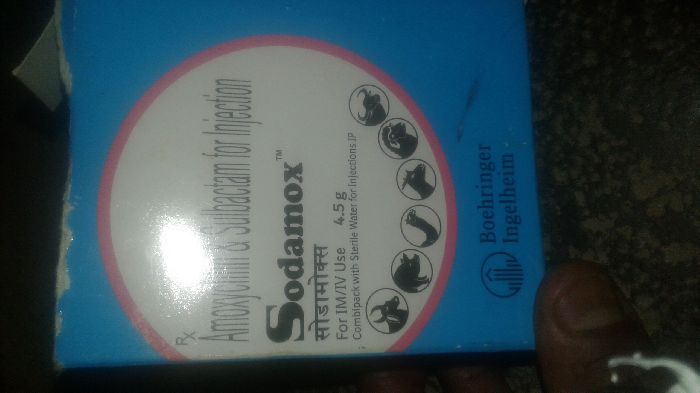 Rx
Amoxycillin & Sulbactam for Injection
Sodamox™
सोडामोक्स
For IM/IV Use 4.5 g
Combipack with Sterile Water for Injections IP
Boehringer
Ingelheim